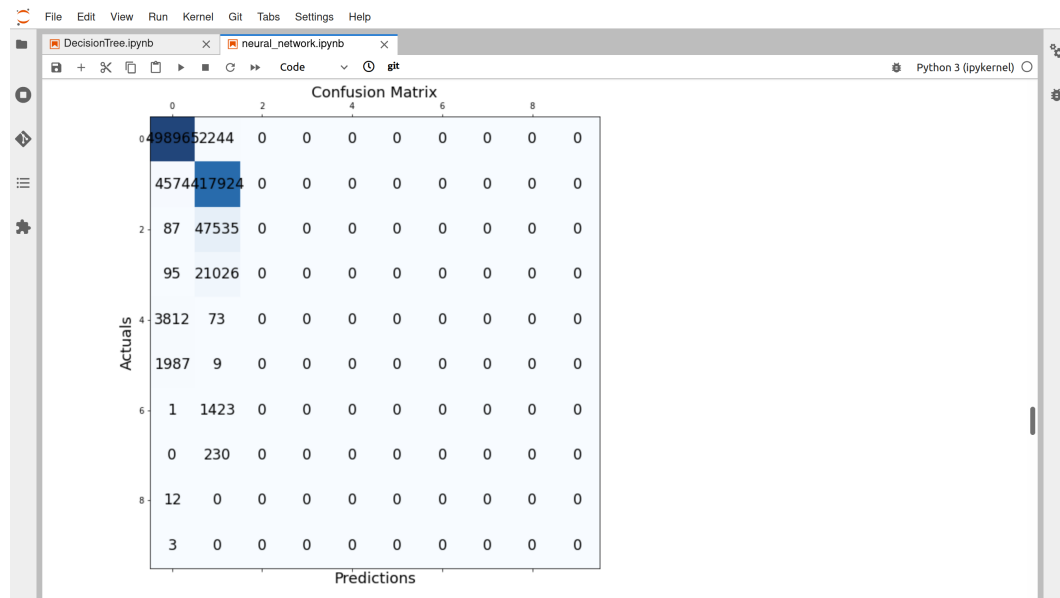 File Edit View Run Kernel Git Tabs Settings Help
DecisionTree.ipynb neural_network.ipynb
Code git Python 3 (ipykernel)
Confusion Matrix
0 2 4 6 8
0 498965 2244 0 0 0 0 0 0 0 0
4574 417924 0 0 0 0 0 0 0 0
2 87 47535 0 0 0 0 0 0 0 0
95 21026 0 0 0 0 0 0 0 0
Actuals
4 3812 73 0 0 0 0 0 0 0 0
1987 9 0 0 0 0 0 0 0 0
6 1 1423 0 0 0 0 0 0 0 0
0 230 0 0 0 0 0 0 0 0
8 12 0 0 0 0 0 0 0 0 0
3 0 0 0 0 0 0 0 0 0
Predictions